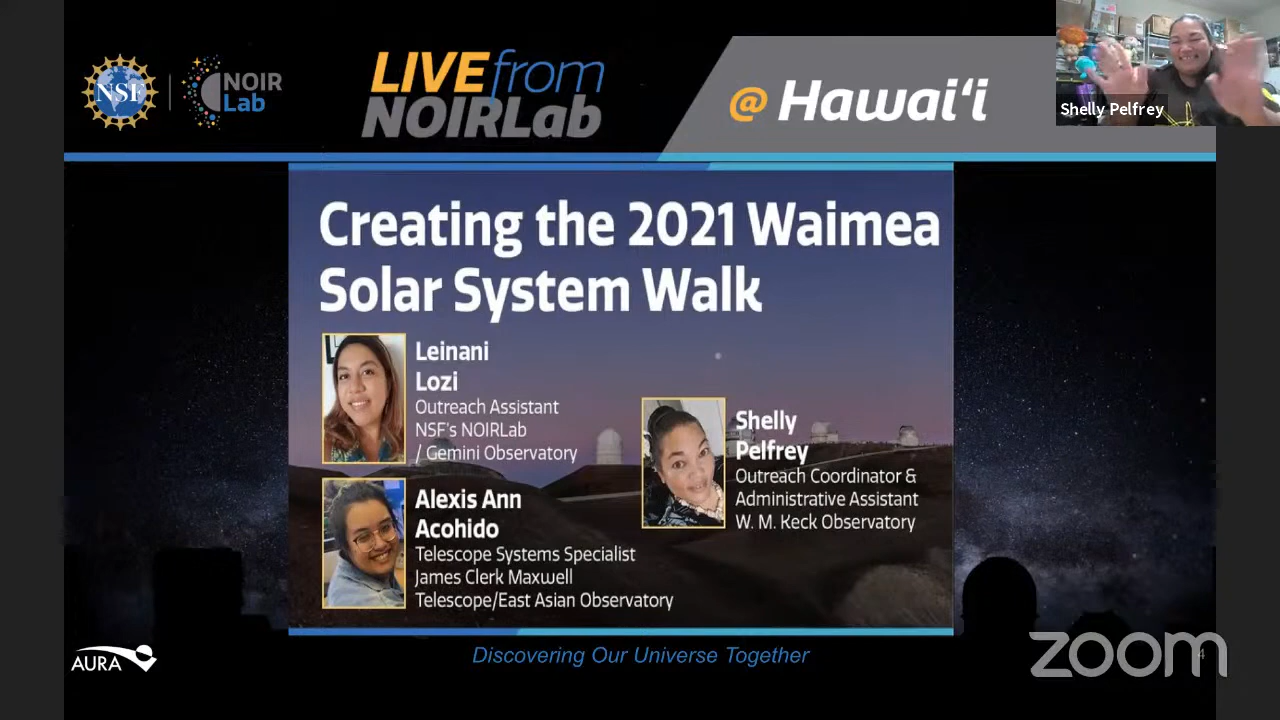 NSF
NOIR
Lab
LIVE from
NOIRLab
@ Hawai‘i
Shelly Pelfrey
Creating the 2021 Waimea
Solar System Walk
Leinani
Lozi
Outreach Assistant
NSF's NOIRLab
/ Gemini Observatory
Alexis Ann
Acohido
Telescope Systems Specialist
James Clerk Maxwell
Telescope/East Asian Observatory
Shelly
Pelfrey
Outreach Coordinator &
Administrative Assistant
W. M. Keck Observatory
AURA
Discovering Our Universe Together
zoom
4